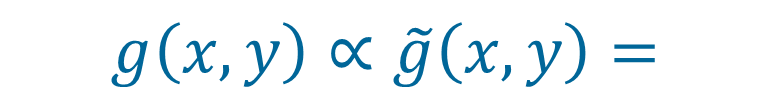 g(x, y) ∝ g̃(x, y) =